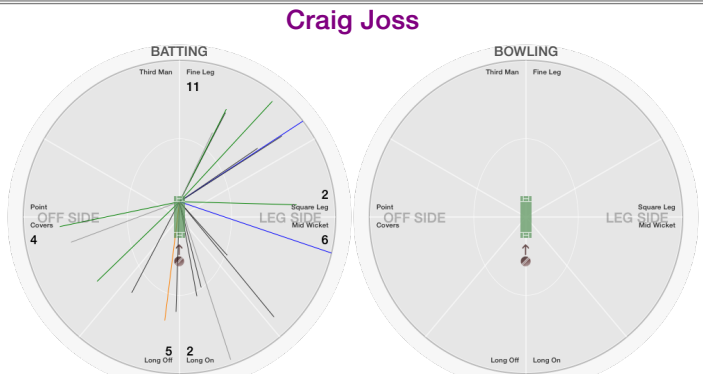 Craig Joss
BATTING
BOWLING
Third Man
Fine Leg
11
Third Man
Fine Leg
2
Point
Square Leg
OFF SIDE
LEG SIDE
Covers
Mid Wicket
4
6
Point
Square Leg
OFF SIDE
LEG SIDE
Covers
Mid Wicket
5
2
Long Off
Long On
Long Off
Long On